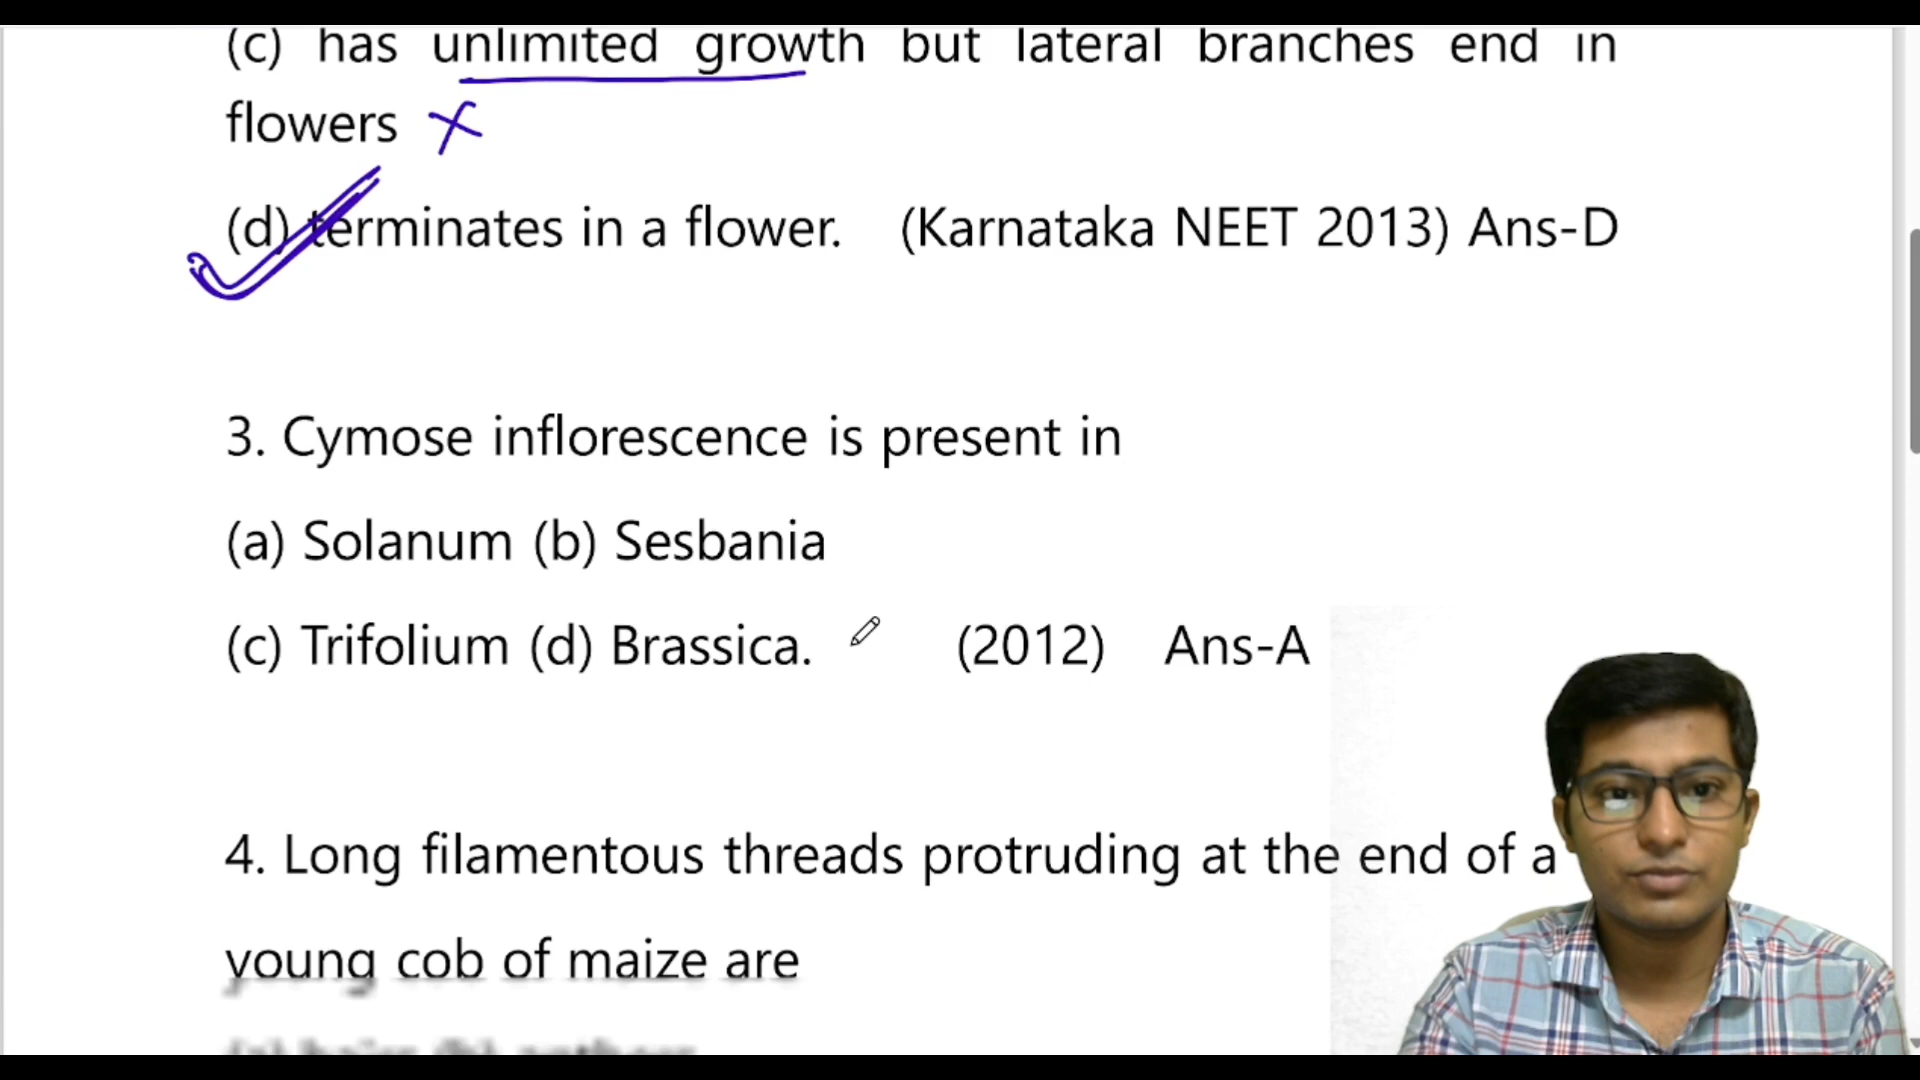 (c) has unlimited growth but lateral branches end in
flowers
(d) terminates in a flower. (Karnataka NEET 2013) Ans-D
3. Cymose inflorescence is present in
(a) Solanum (b) Sesbania
(c) Trifolium (d) Brassica. (2012) Ans-A
4. Long filamentous threads protruding at the end of a
young cob of maize are